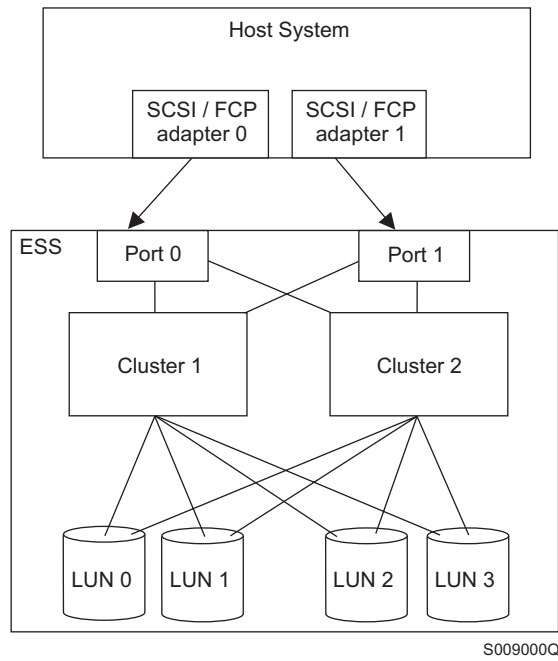 Host System
SCSI / FCP
adapter 0
SCSI / FCP
adapter 1
ESS
Port 0
Port 1
Cluster 1
Cluster 2
LUN 0
LUN 1
LUN 2
LUN 3
S009000Q